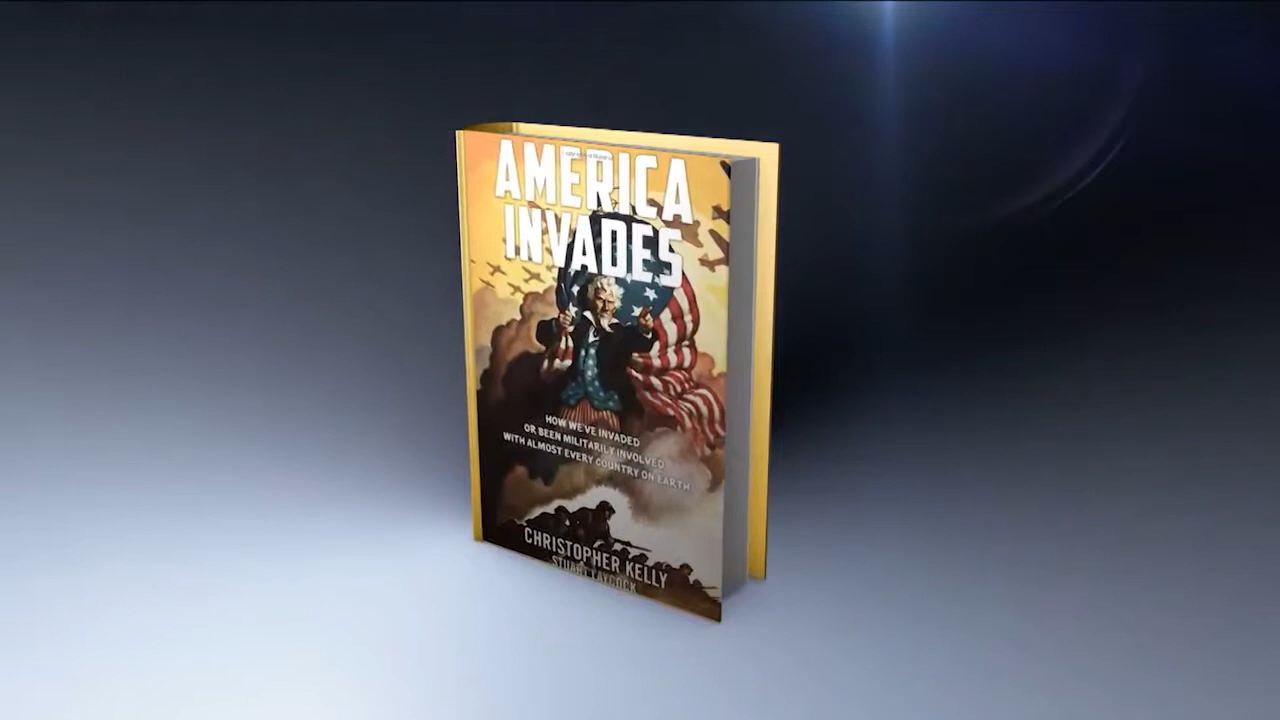 AMERICA
INVADES
HOW WE'VE INVADED
OR BEEN MILITARILY INVOLVED
WITH ALMOST EVERY COUNTRY ON EARTH
CHRISTOPHER KELLY
STUART LAYCOCK